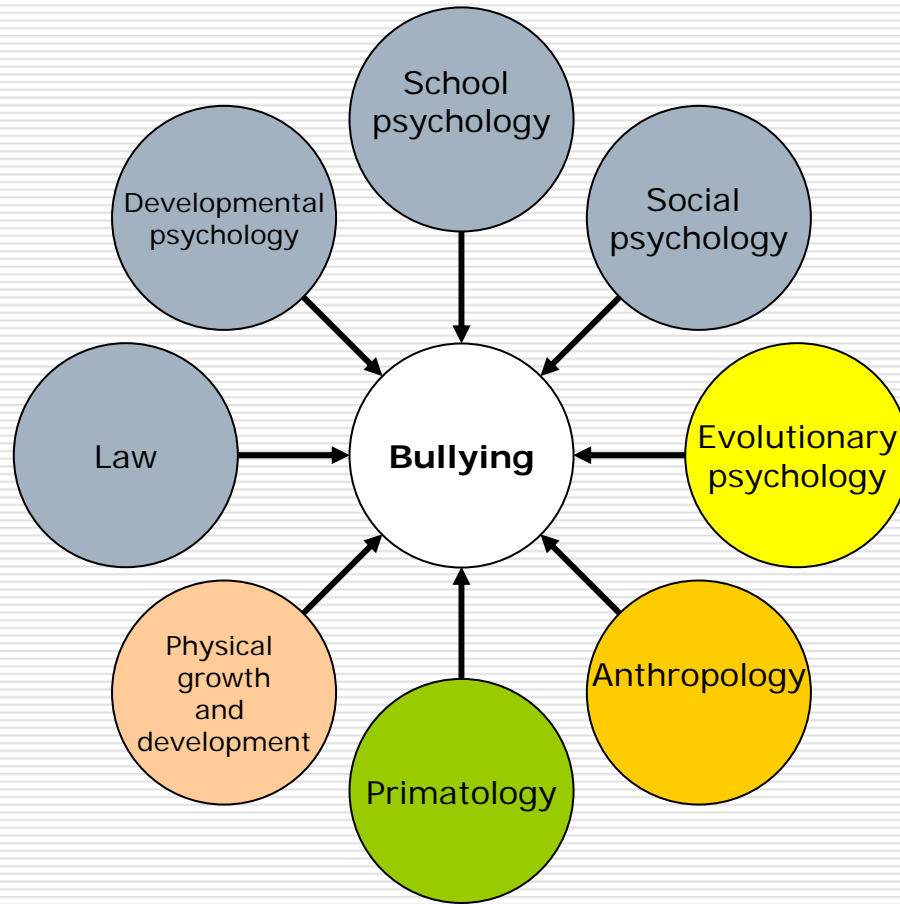 School
psychology
Developmental
psychology
Social
psychology
Law
Bullying
Evolutionary
psychology
Physical
growth
and
development
Anthropology
Primatology